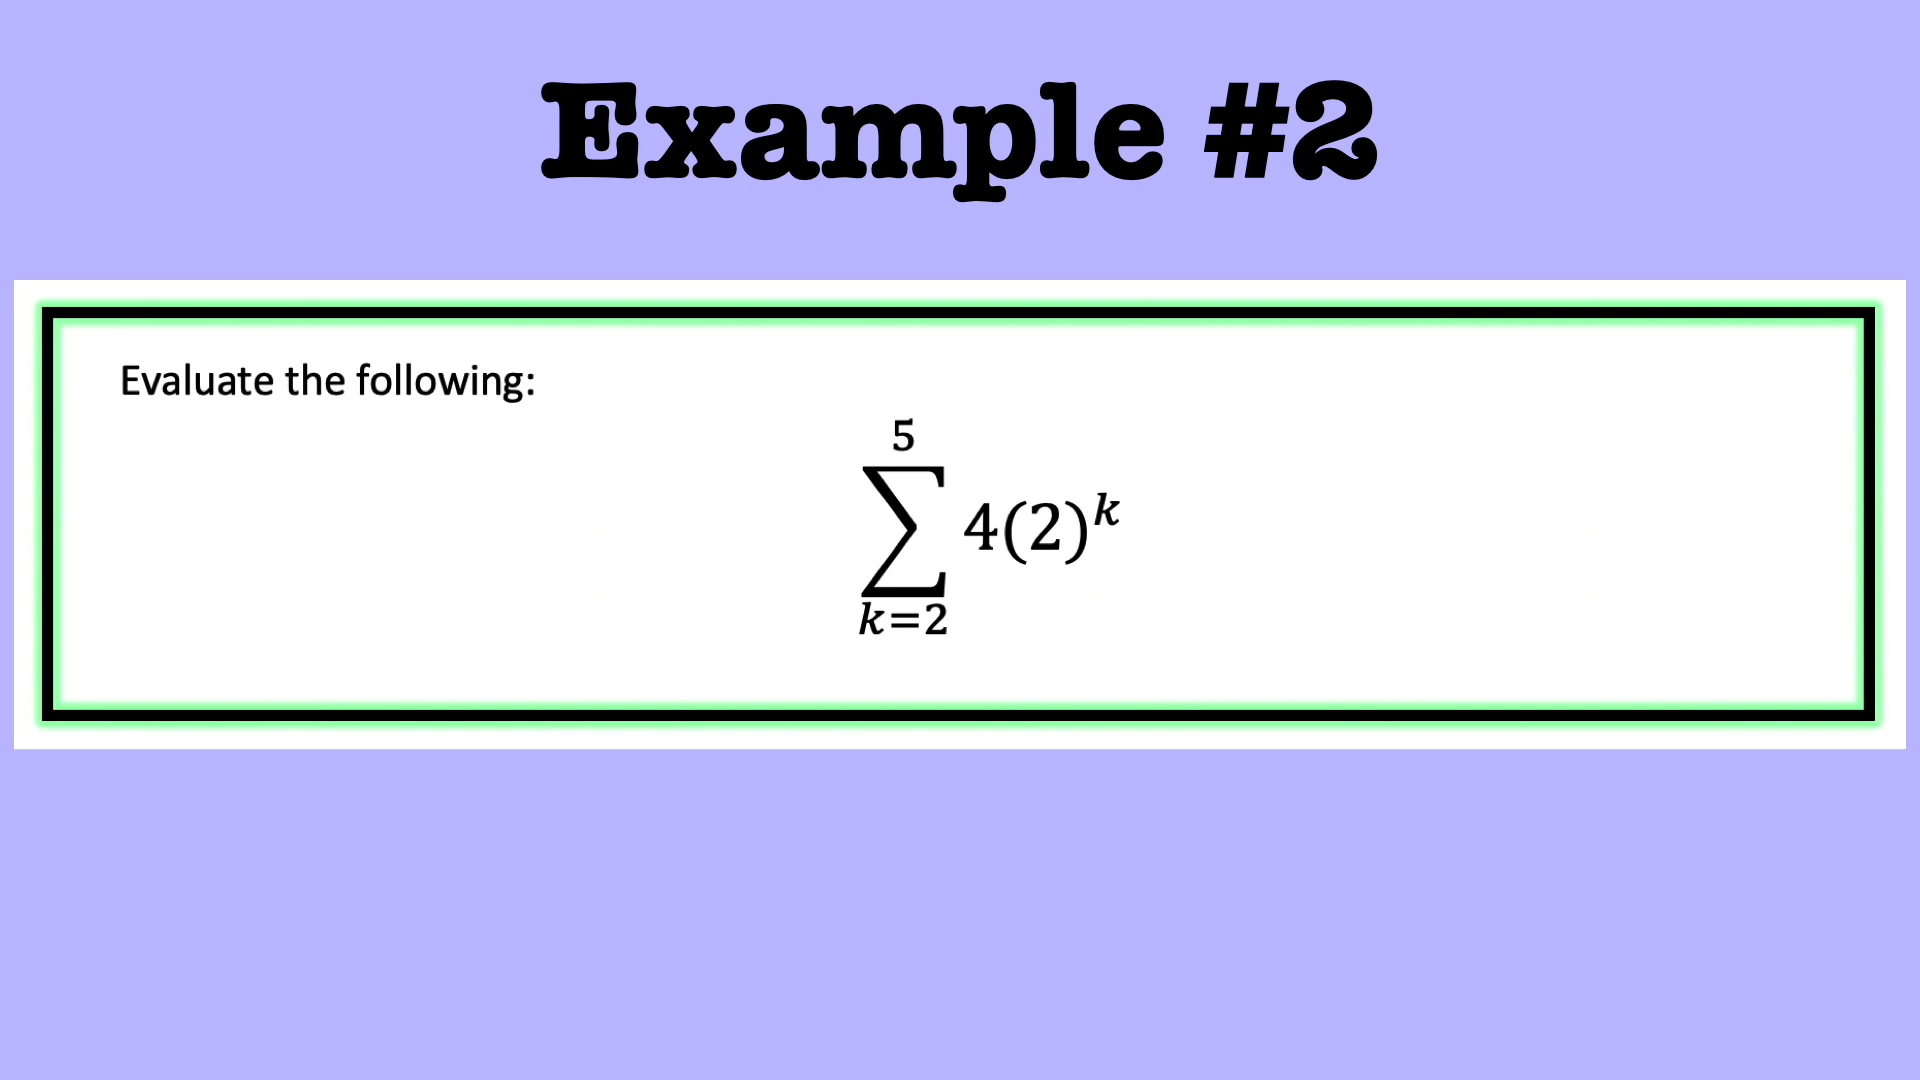 Example #2
Evaluate the following:
5
∑ 4(2)^k
k=2